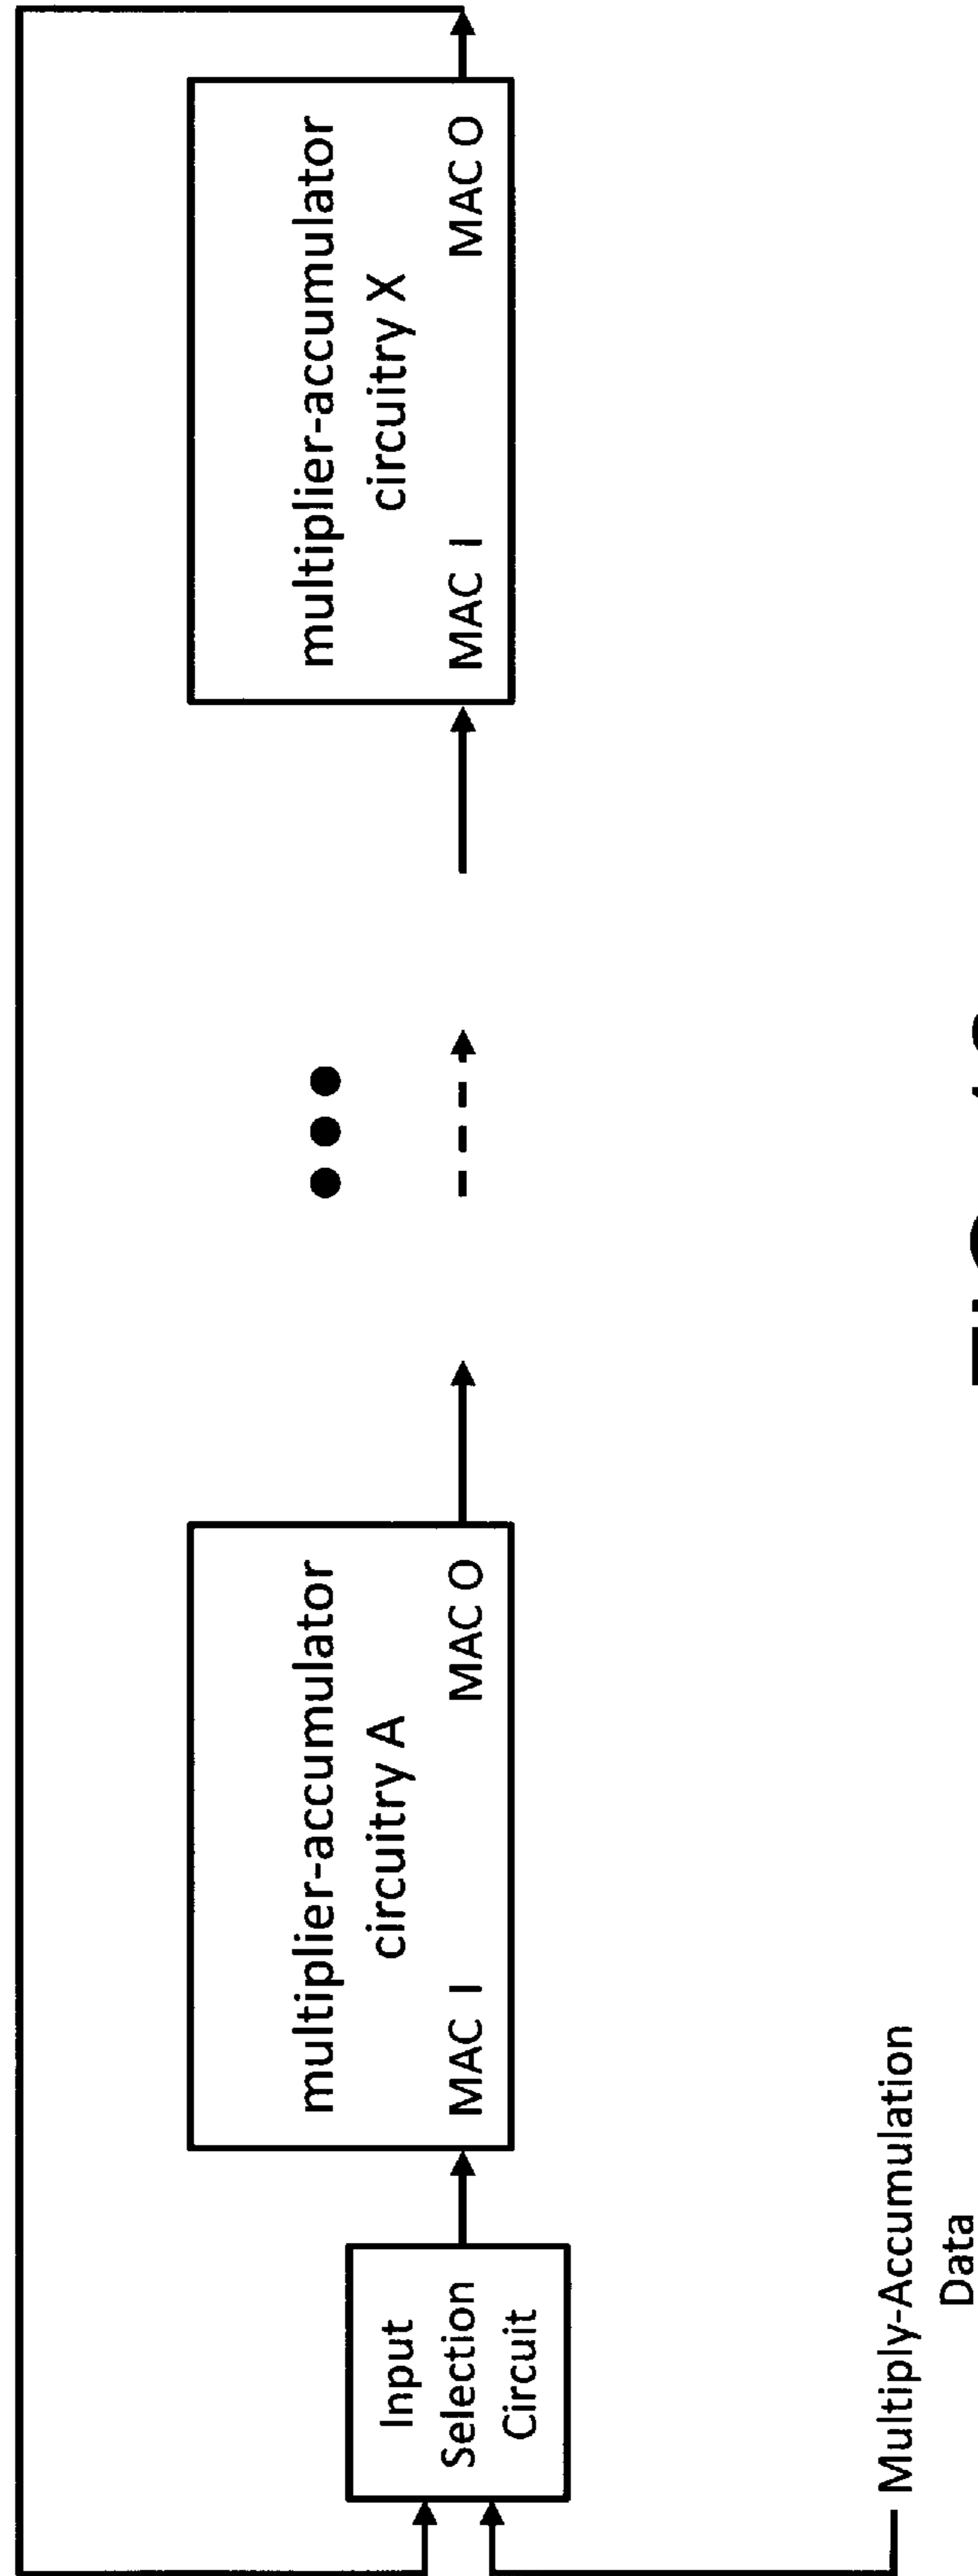 Input
Selection
Circuit
multiplier-accumulator
circuitry A
MAC I MAC O
multiplier-accumulator
circuitry X
MAC I MAC O
Multiply-Accumulation
Data